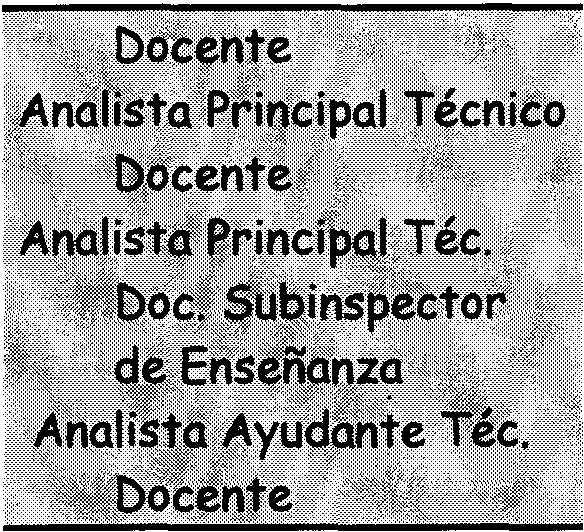 Docente
Analista Principal Técnico
Docente
Analista Principal Téc.
Doc. Subinspector
de Enseñanza
Analista Ayudante Téc.
Docente